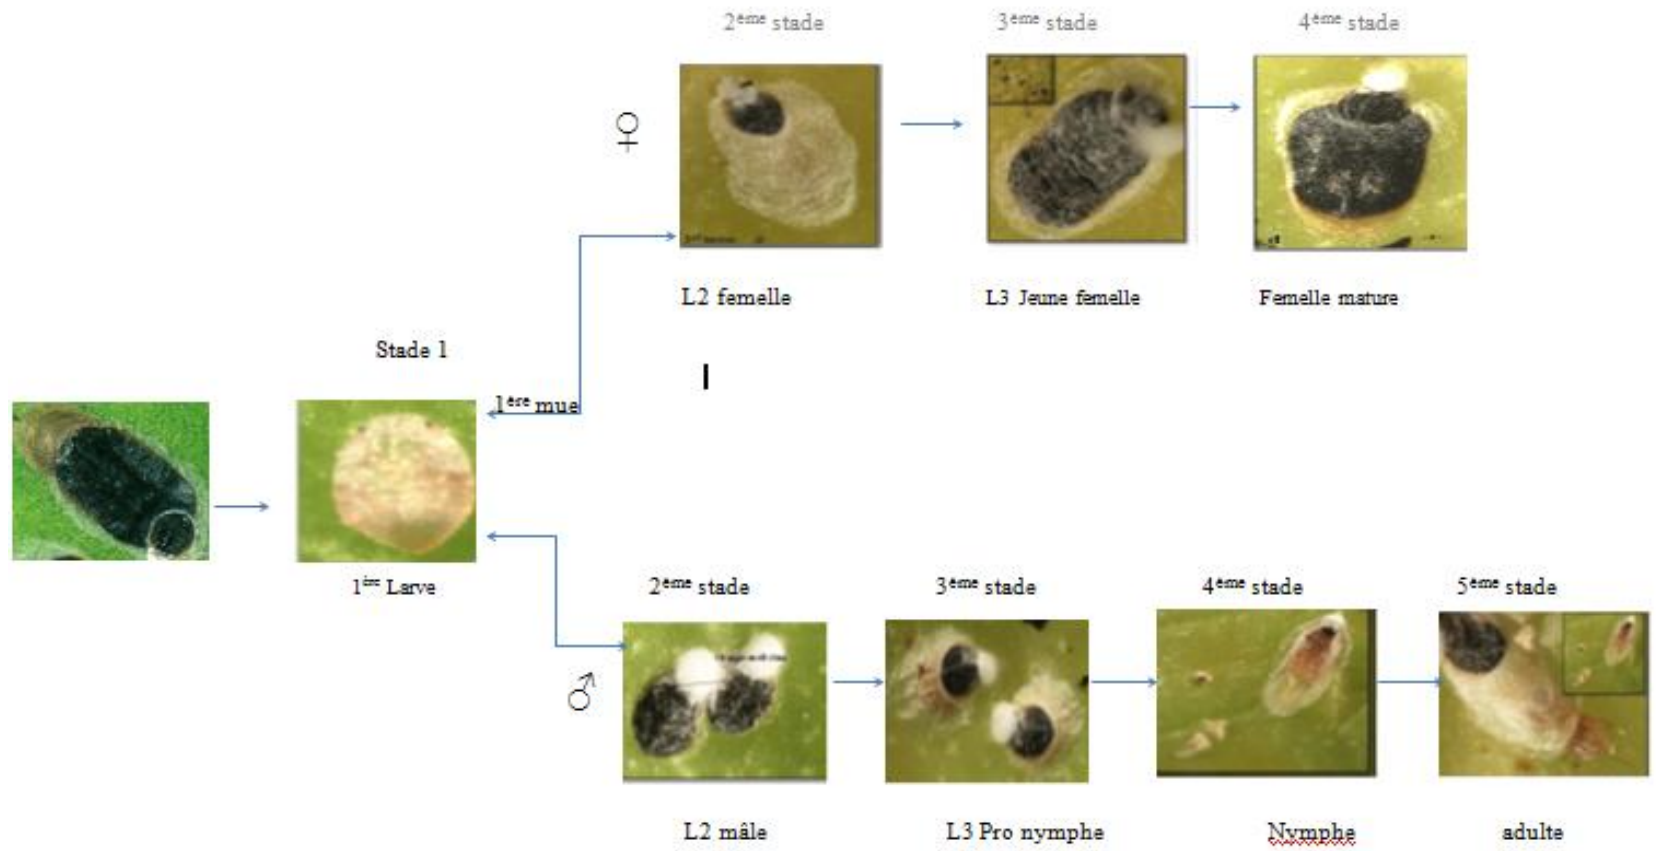 2ème stade
3ème stade
4ème stade
♀
L2 femelle
L3 Jeune femelle
Femelle mature
Stade 1
1ère mue
1ère Larve
2ème stade
3ème stade
4ème stade
5ème stade
♂
L2 mâle
L3 Pro nymphe
Nymphe
adulte